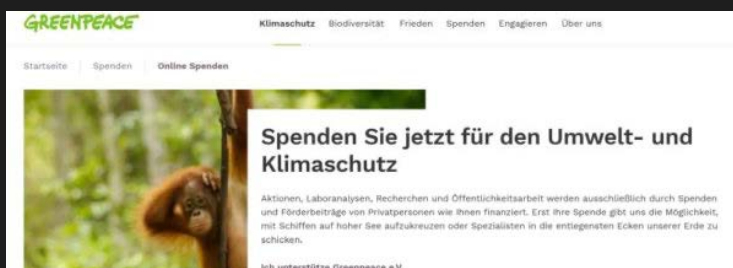 GREENPEACE
Klimaschutz Biodiversität Frieden Spenden Engagieren Über uns
Startseite Spenden Online Spenden
Spenden Sie jetzt für den Umwelt- und
Klimaschutz
Aktionen, Laboranalysen, Recherchen und Öffentlichkeitsarbeit werden ausschließlich durch Spenden
und Förderbeiträge von Privatpersonen wie Ihnen finanziert. Erst Ihre Spende gibt uns die Möglichkeit,
mit Schiffen auf hoher See aufzukreuzen oder Spezialisten in die entlegensten Ecken unserer Erde zu
schicken.
Ich unterstütze Greenpeace e.V.